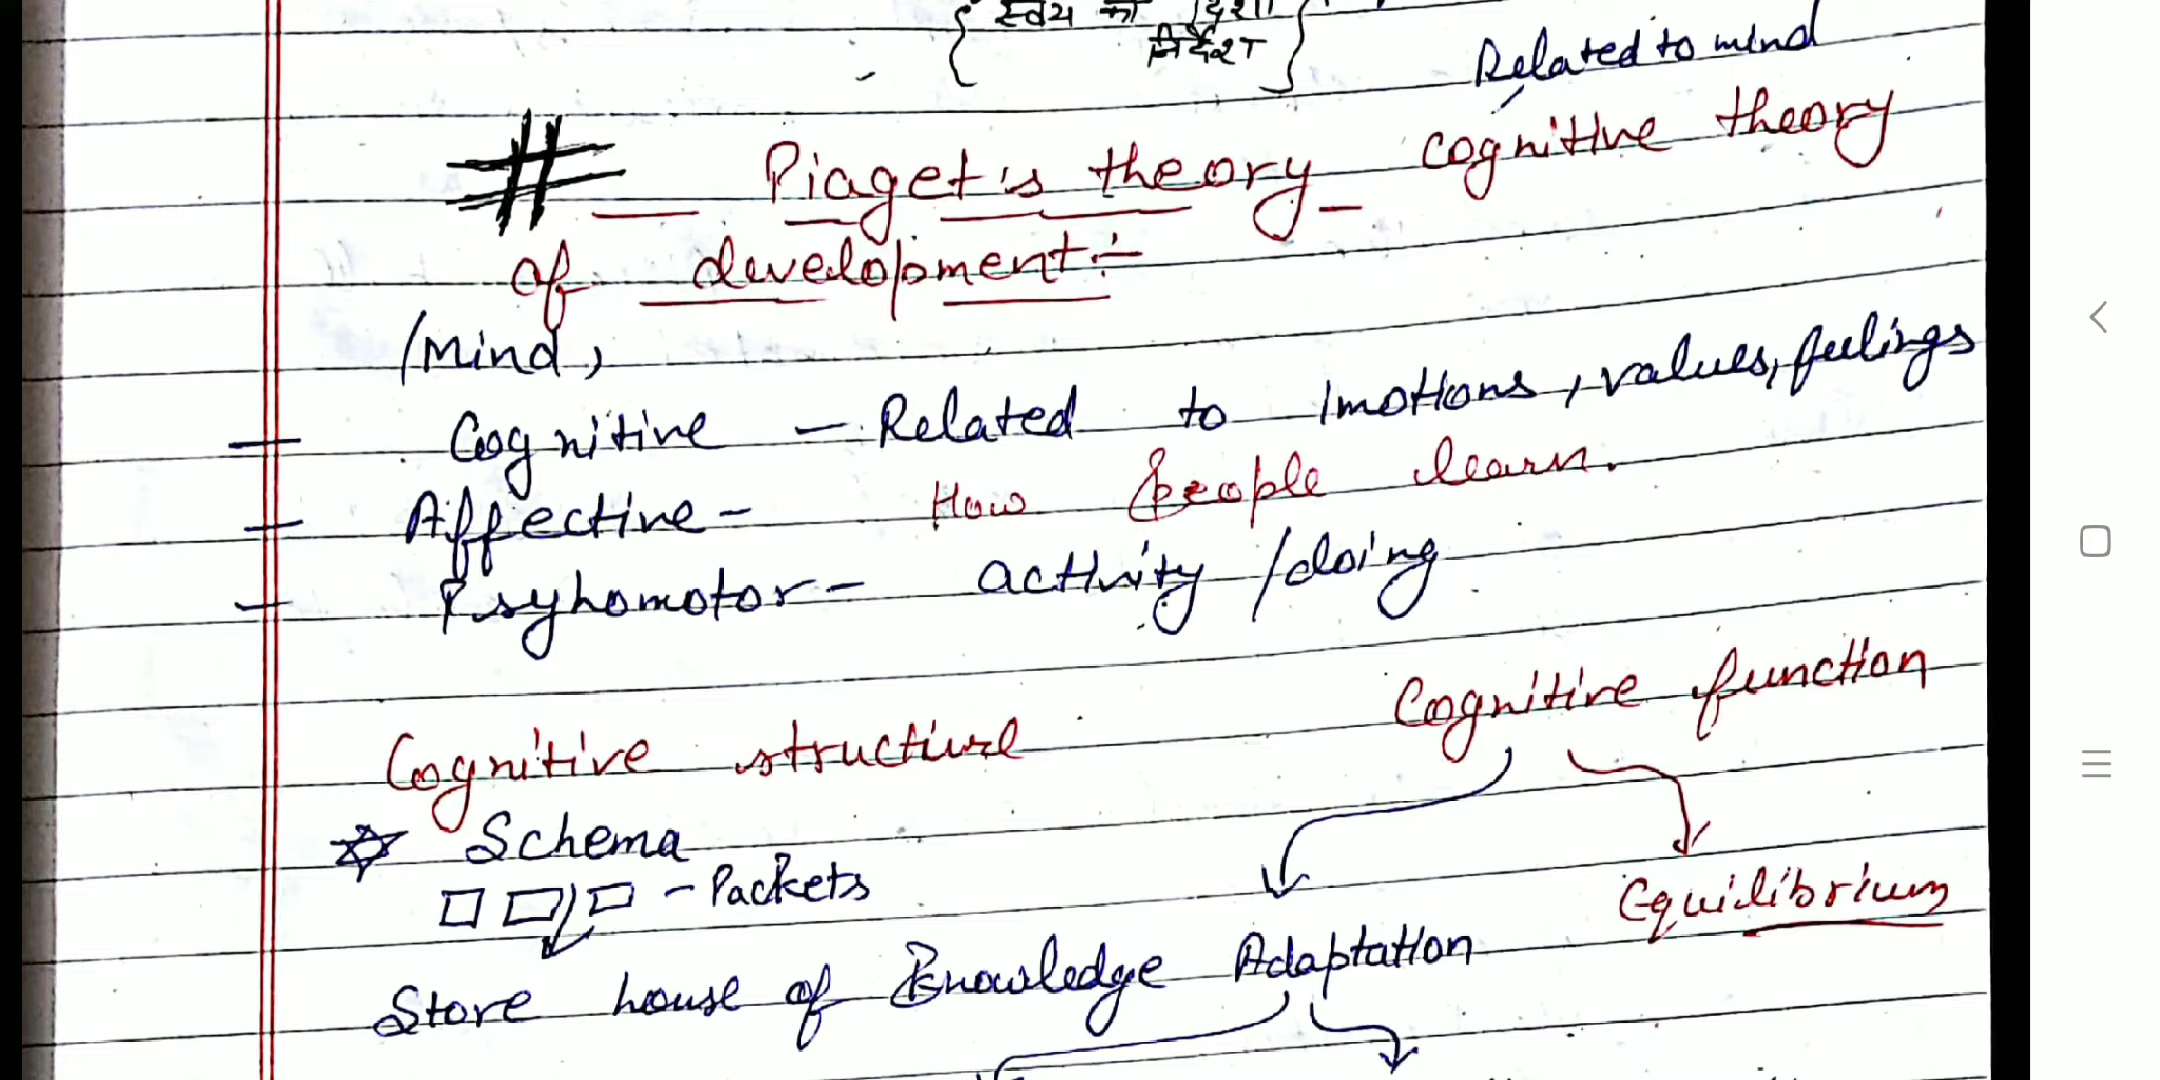 स्वयं को दिशा
निर्देश
Related to mind
# Piaget's theory - cognitive theory
of development:-
(Mind,
- Cognitive - Related to Imotions, values, feelings
- Affective - How people learn.
- Psyhomotor - activity/doing
Cognitive structure
Cognitive function
Schema
- Packets
Equilibrium
Store house of Knowledge
Adaptation